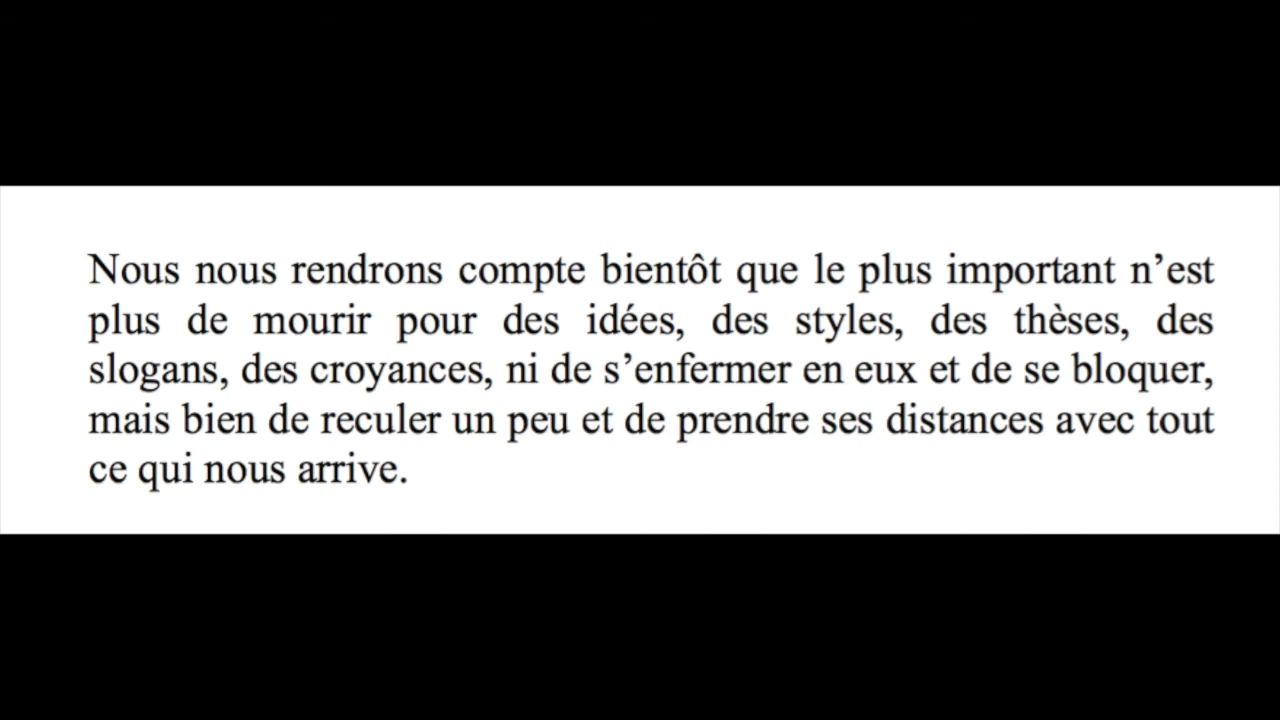 Nous nous rendrons compte bientôt que le plus important n’est
plus de mourir pour des idées, des styles, des thèses, des
slogans, des croyances, ni de s’enfermer en eux et de se bloquer,
mais bien de reculer un peu et de prendre ses distances avec tout
ce qui nous arrive.